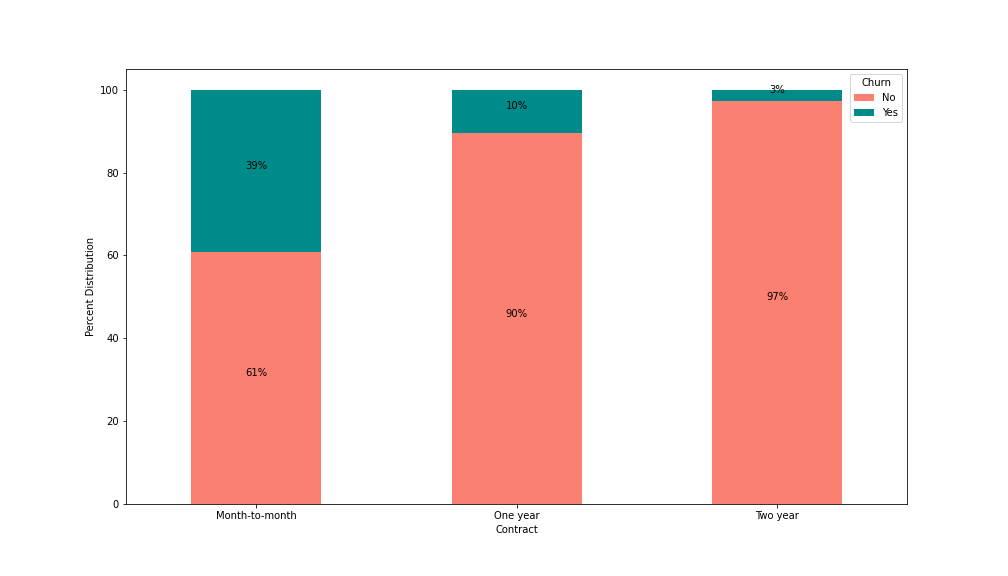 Churn
No
Yes
100
80
60
40
20
0
Percent Distribution
39%
61%
10%
90%
3%
97%
Month-to-month
One year
Two year
Contract